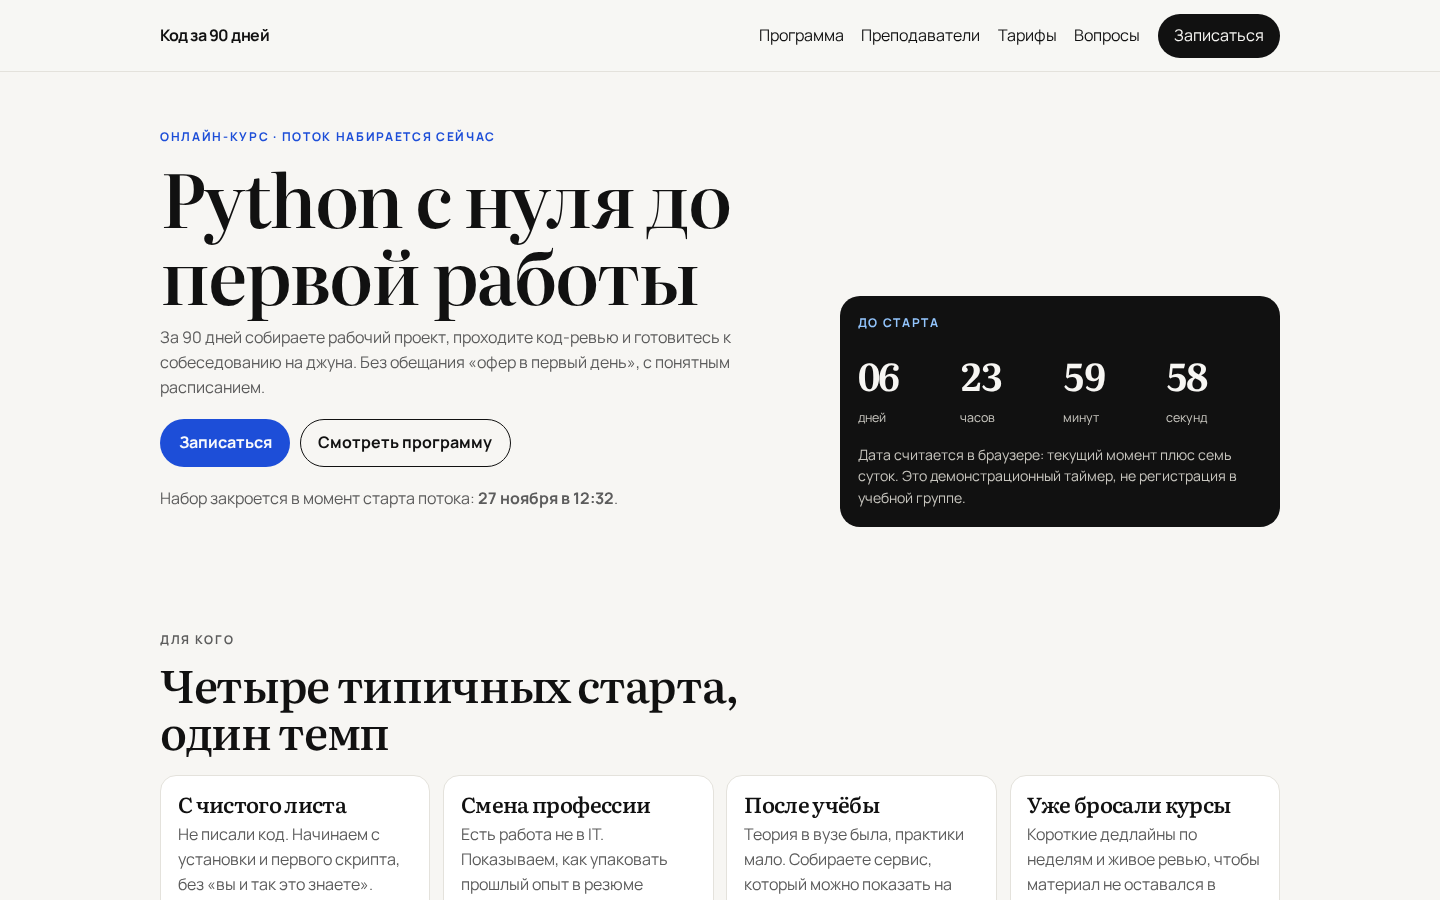 Код за 90 дней
Программа Преподаватели Тарифы Вопросы Записаться
ОНЛАЙН-КУРС · ПОТОК НАБИРАЕТСЯ СЕЙЧАС
Python с нуля до
первой работы
За 90 дней собираете рабочий проект, проходите код-ревью и готовитесь к
собеседованию на джуна. Без обещания «офер в первый день», с понятным
расписанием.
Записаться Смотреть программу
Набор закроется в момент старта потока: 27 ноября в 12:32.
ДО СТАРТА
06 23 59 58
дней часов минут секунд
Дата считается в браузере: текущий момент плюс семь
суток. Это демонстрационный таймер, не регистрация в
учебной группе.
ДЛЯ КОГО
Четыре типичных старта,
один темп
С чистого листа
Не писали код. Начинаем с
установки и первого скрипта,
без «вы и так это знаете».
Смена профессии
Есть работа не в IT.
Показываем, как упаковать
прошлый опыт в резюме
После учёбы
Теория в вузе была, практики
мало. Собираете сервис,
который можно показать на
Уже бросали курсы
Короткие дедлайны по
неделям и живое ревью, чтобы
материал не оставался в